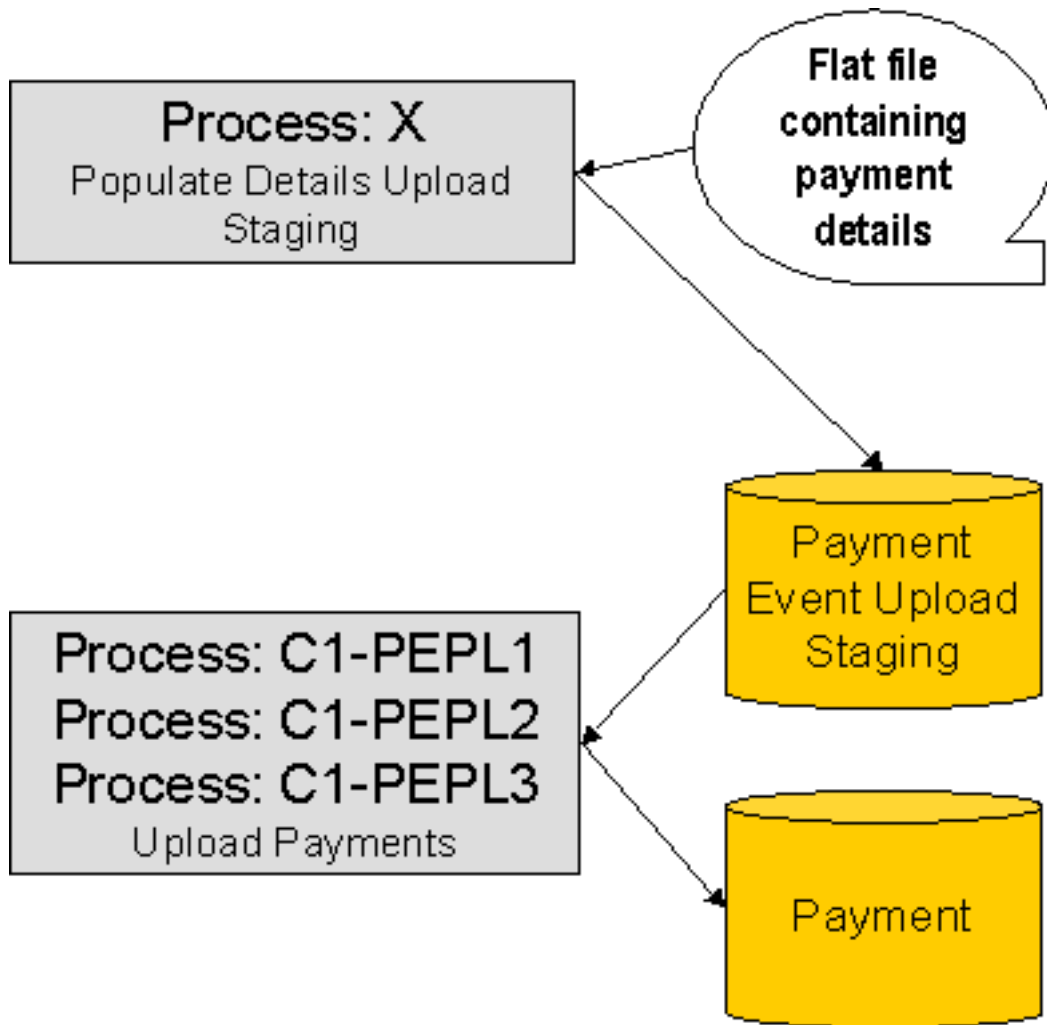 Process: X
Populate Details Upload
Staging
Flat file
containing
payment
details
Payment
Event Upload
Staging
Process: C1-PEPL1
Process: C1-PEPL2
Process: C1-PEPL3
Upload Payments
Payment